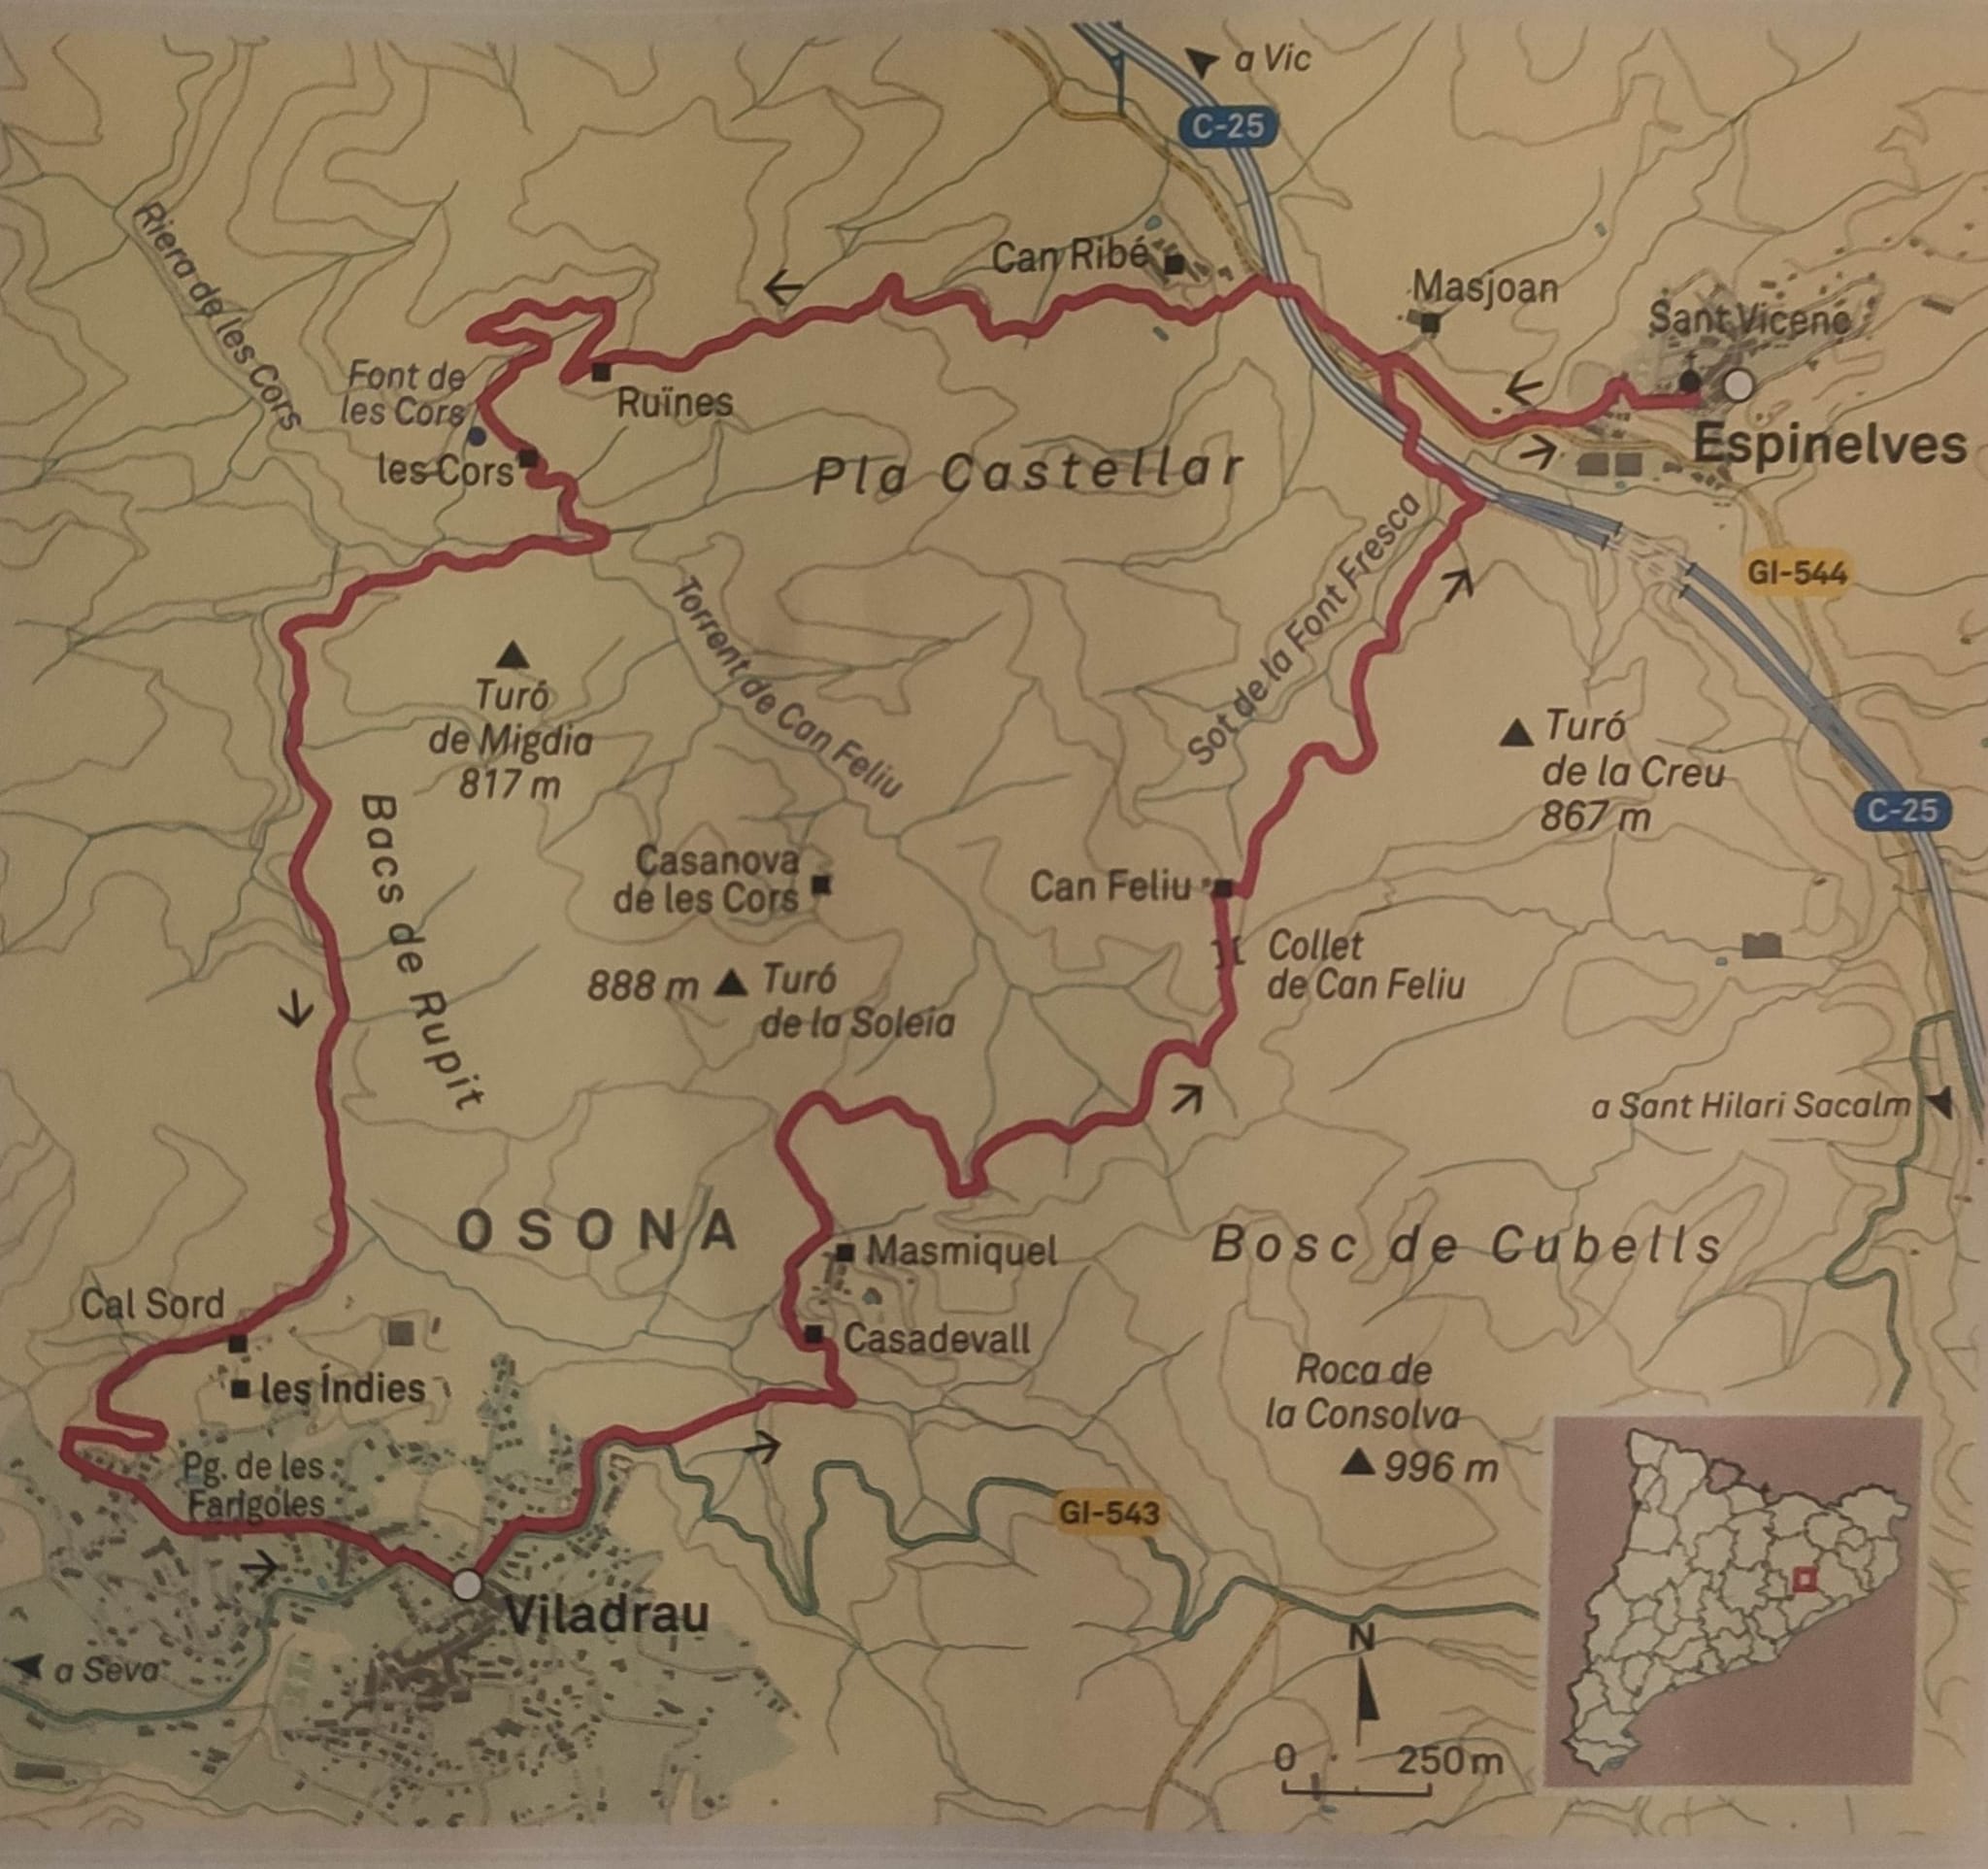 a Vic
C-25
Riera de les Cors
Can Ribé
Masjoan
Sant Vicenç
Font de
les Cors
Ruïnes
les Cors
Pla Castellar
Espinelves
Sot de la Font Fresca
GI-544
Torrent de Can Feliu
Turó
de Migdia
817 m
Turó
de la Creu
867 m
C-25
Bacs de Rupit
Casanova
de les Cors
Can Feliu
Collet
de Can Feliu
888 m
Turó
de la Soleia
a Sant Hilari Sacalm
OSONA
Masmiquel
Bosc de Cubells
Cal Sord
Casadevall
les Índies
Roca de
la Consolva
996 m
Pg. de les
Farigoles
GI-543
Viladrau
a Seva
N
0 250 m